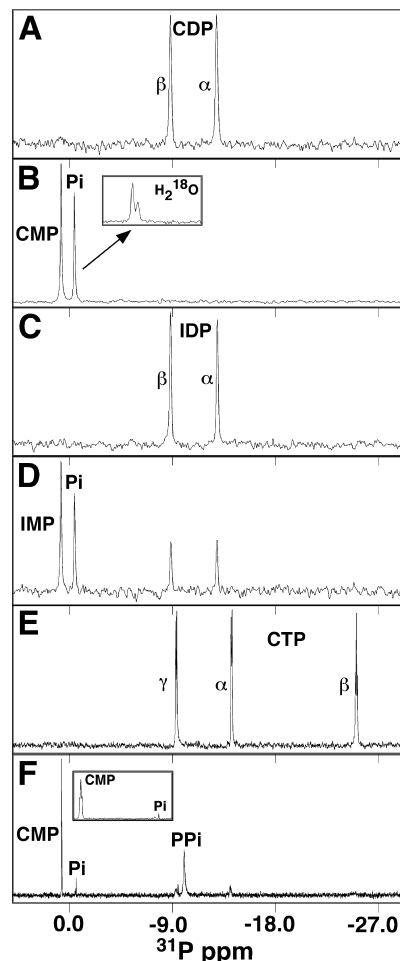 A
CDP
β
α
B
Pi
H₂¹⁸O
CMP
C
IDP
β
α
D
Pi
IMP
E
CTP
γ
α
β
F
CMP
Pi
CMP
PPi
Pi
0.0 -9.0 -18.0 -27.0
³¹P ppm